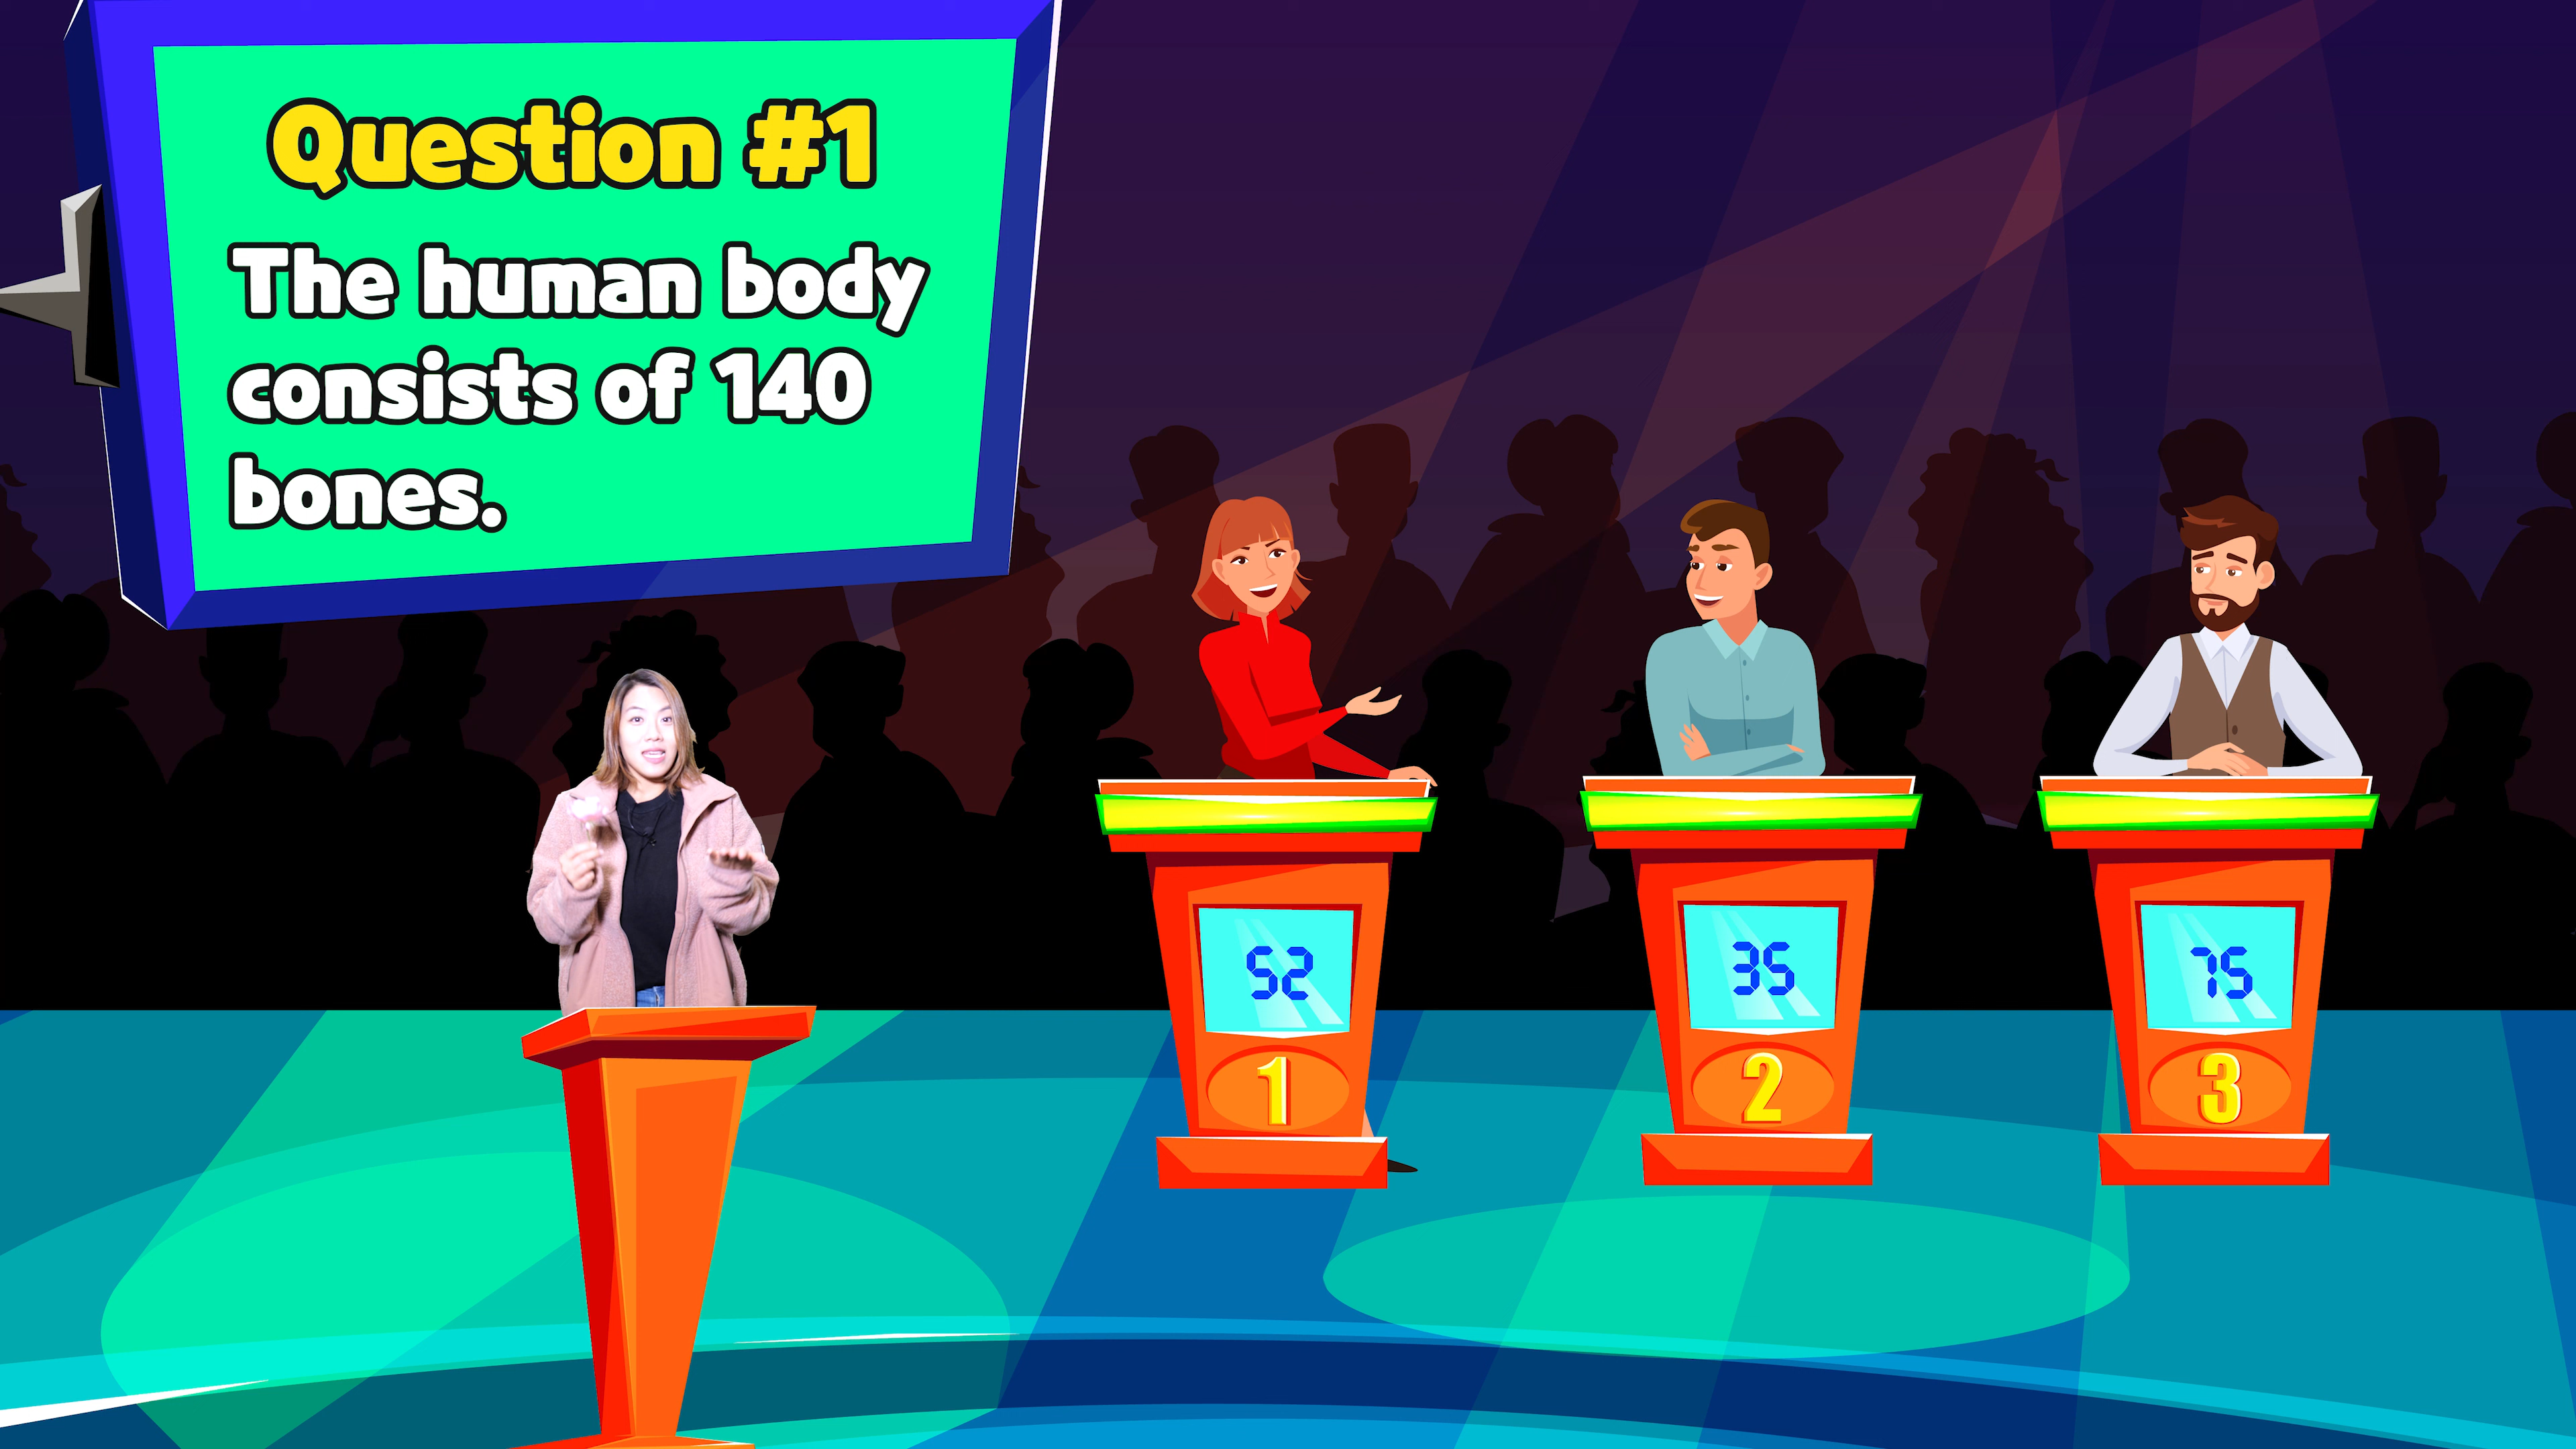 Question #1
The human body
consists of 140
bones.
52
35
75
1
2
3